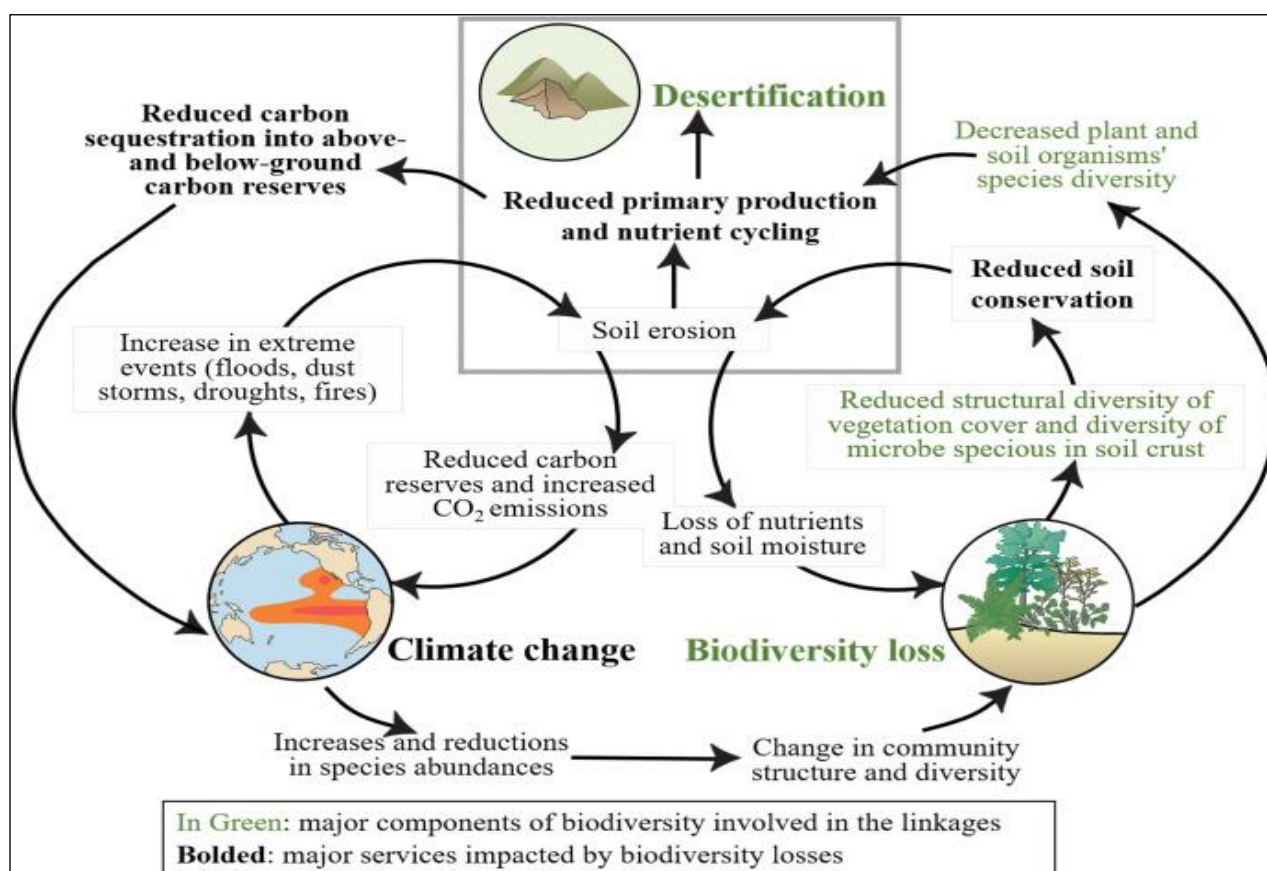 Desertification
Reduced carbon
sequestration into above-
and below-ground
carbon reserves
Decreased plant and
soil organisms'
species diversity
Reduced primary production
and nutrient cycling
Reduced soil
conservation
Soil erosion
Increase in extreme
events (floods, dust
storms, droughts, fires)
Reduced structural diversity of
vegetation cover and diversity of
microbe specious in soil crust
Reduced carbon
reserves and increased
CO₂ emissions
Loss of nutrients
and soil moisture
Climate change
Biodiversity loss
Increases and reductions
in species abundances
Change in community
structure and diversity
In Green: major components of biodiversity involved in the linkages
Bolded: major services impacted by biodiversity losses